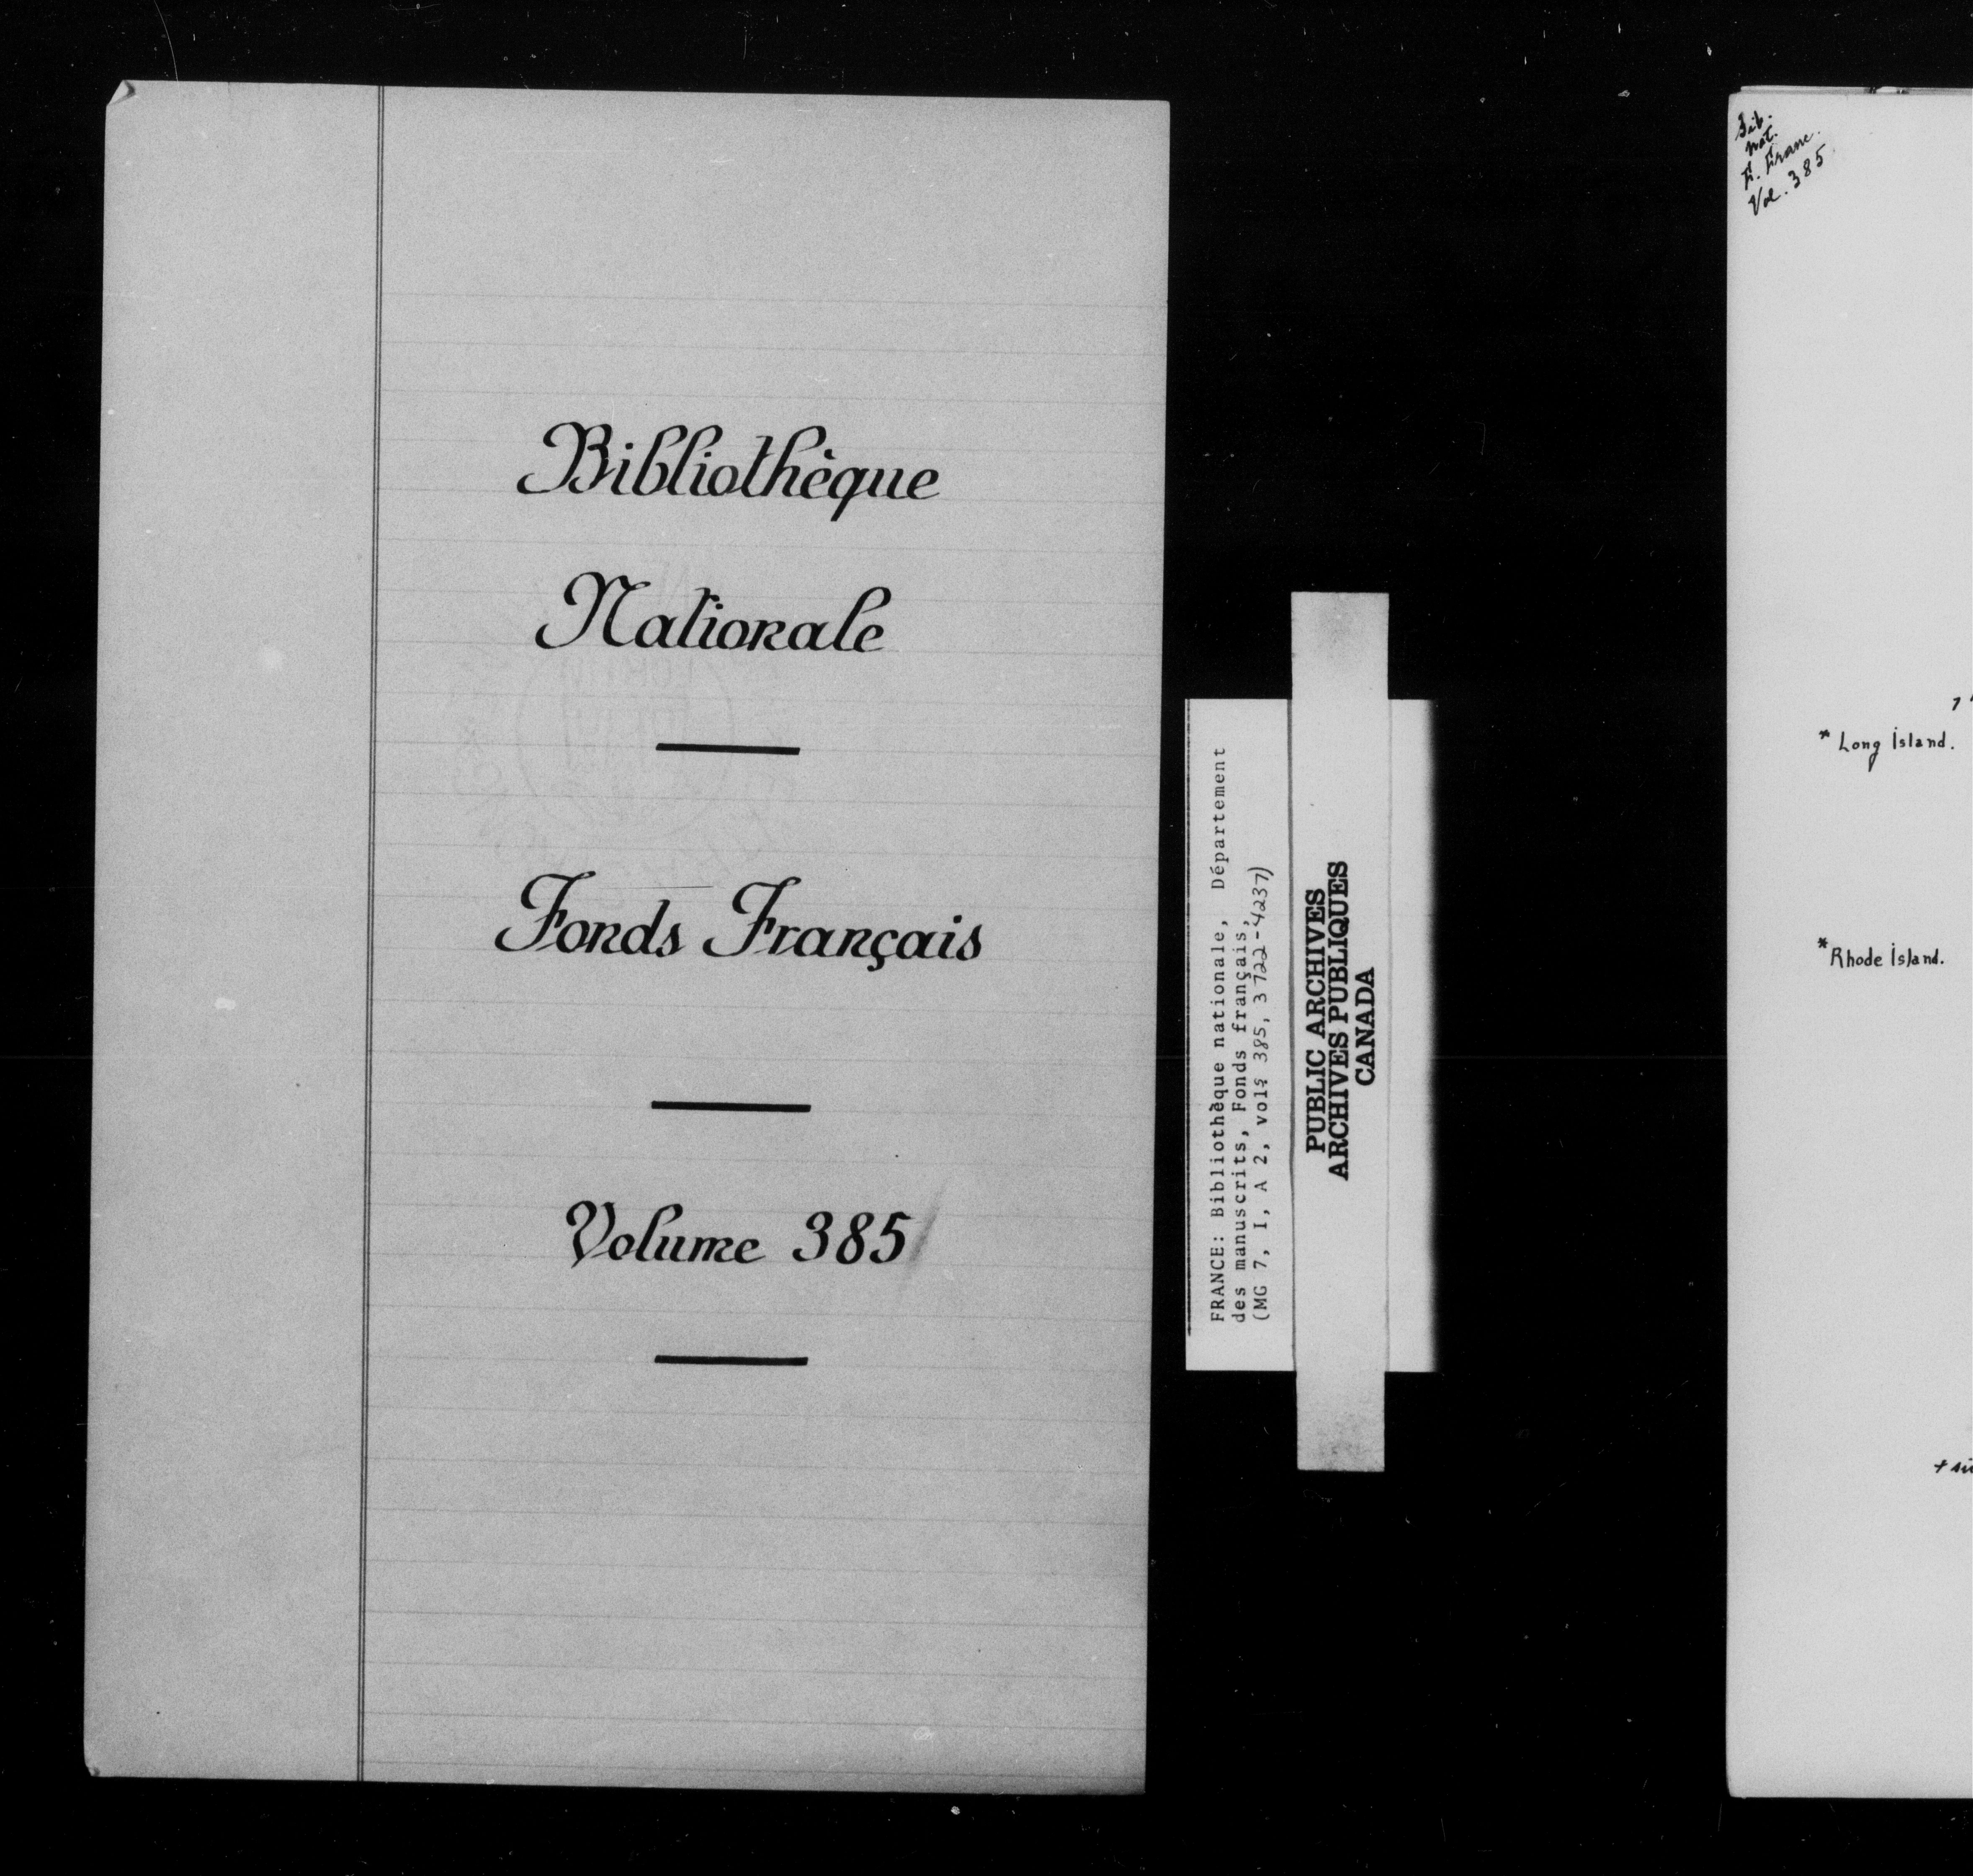 Bibliothèque
Nationale
Fonds Français
Volume 385
FRANCE: Bibliothèque nationale, Département
des manuscrits, Fonds français,
(MG 7, I, A 2, vols 385, 3722-4237)
PUBLIC ARCHIVES
ARCHIVES PUBLIQUES
CANADA
Bib.
Nat.
F. Franc.
Vol. 385
* Long Island.
* Rhode Island.